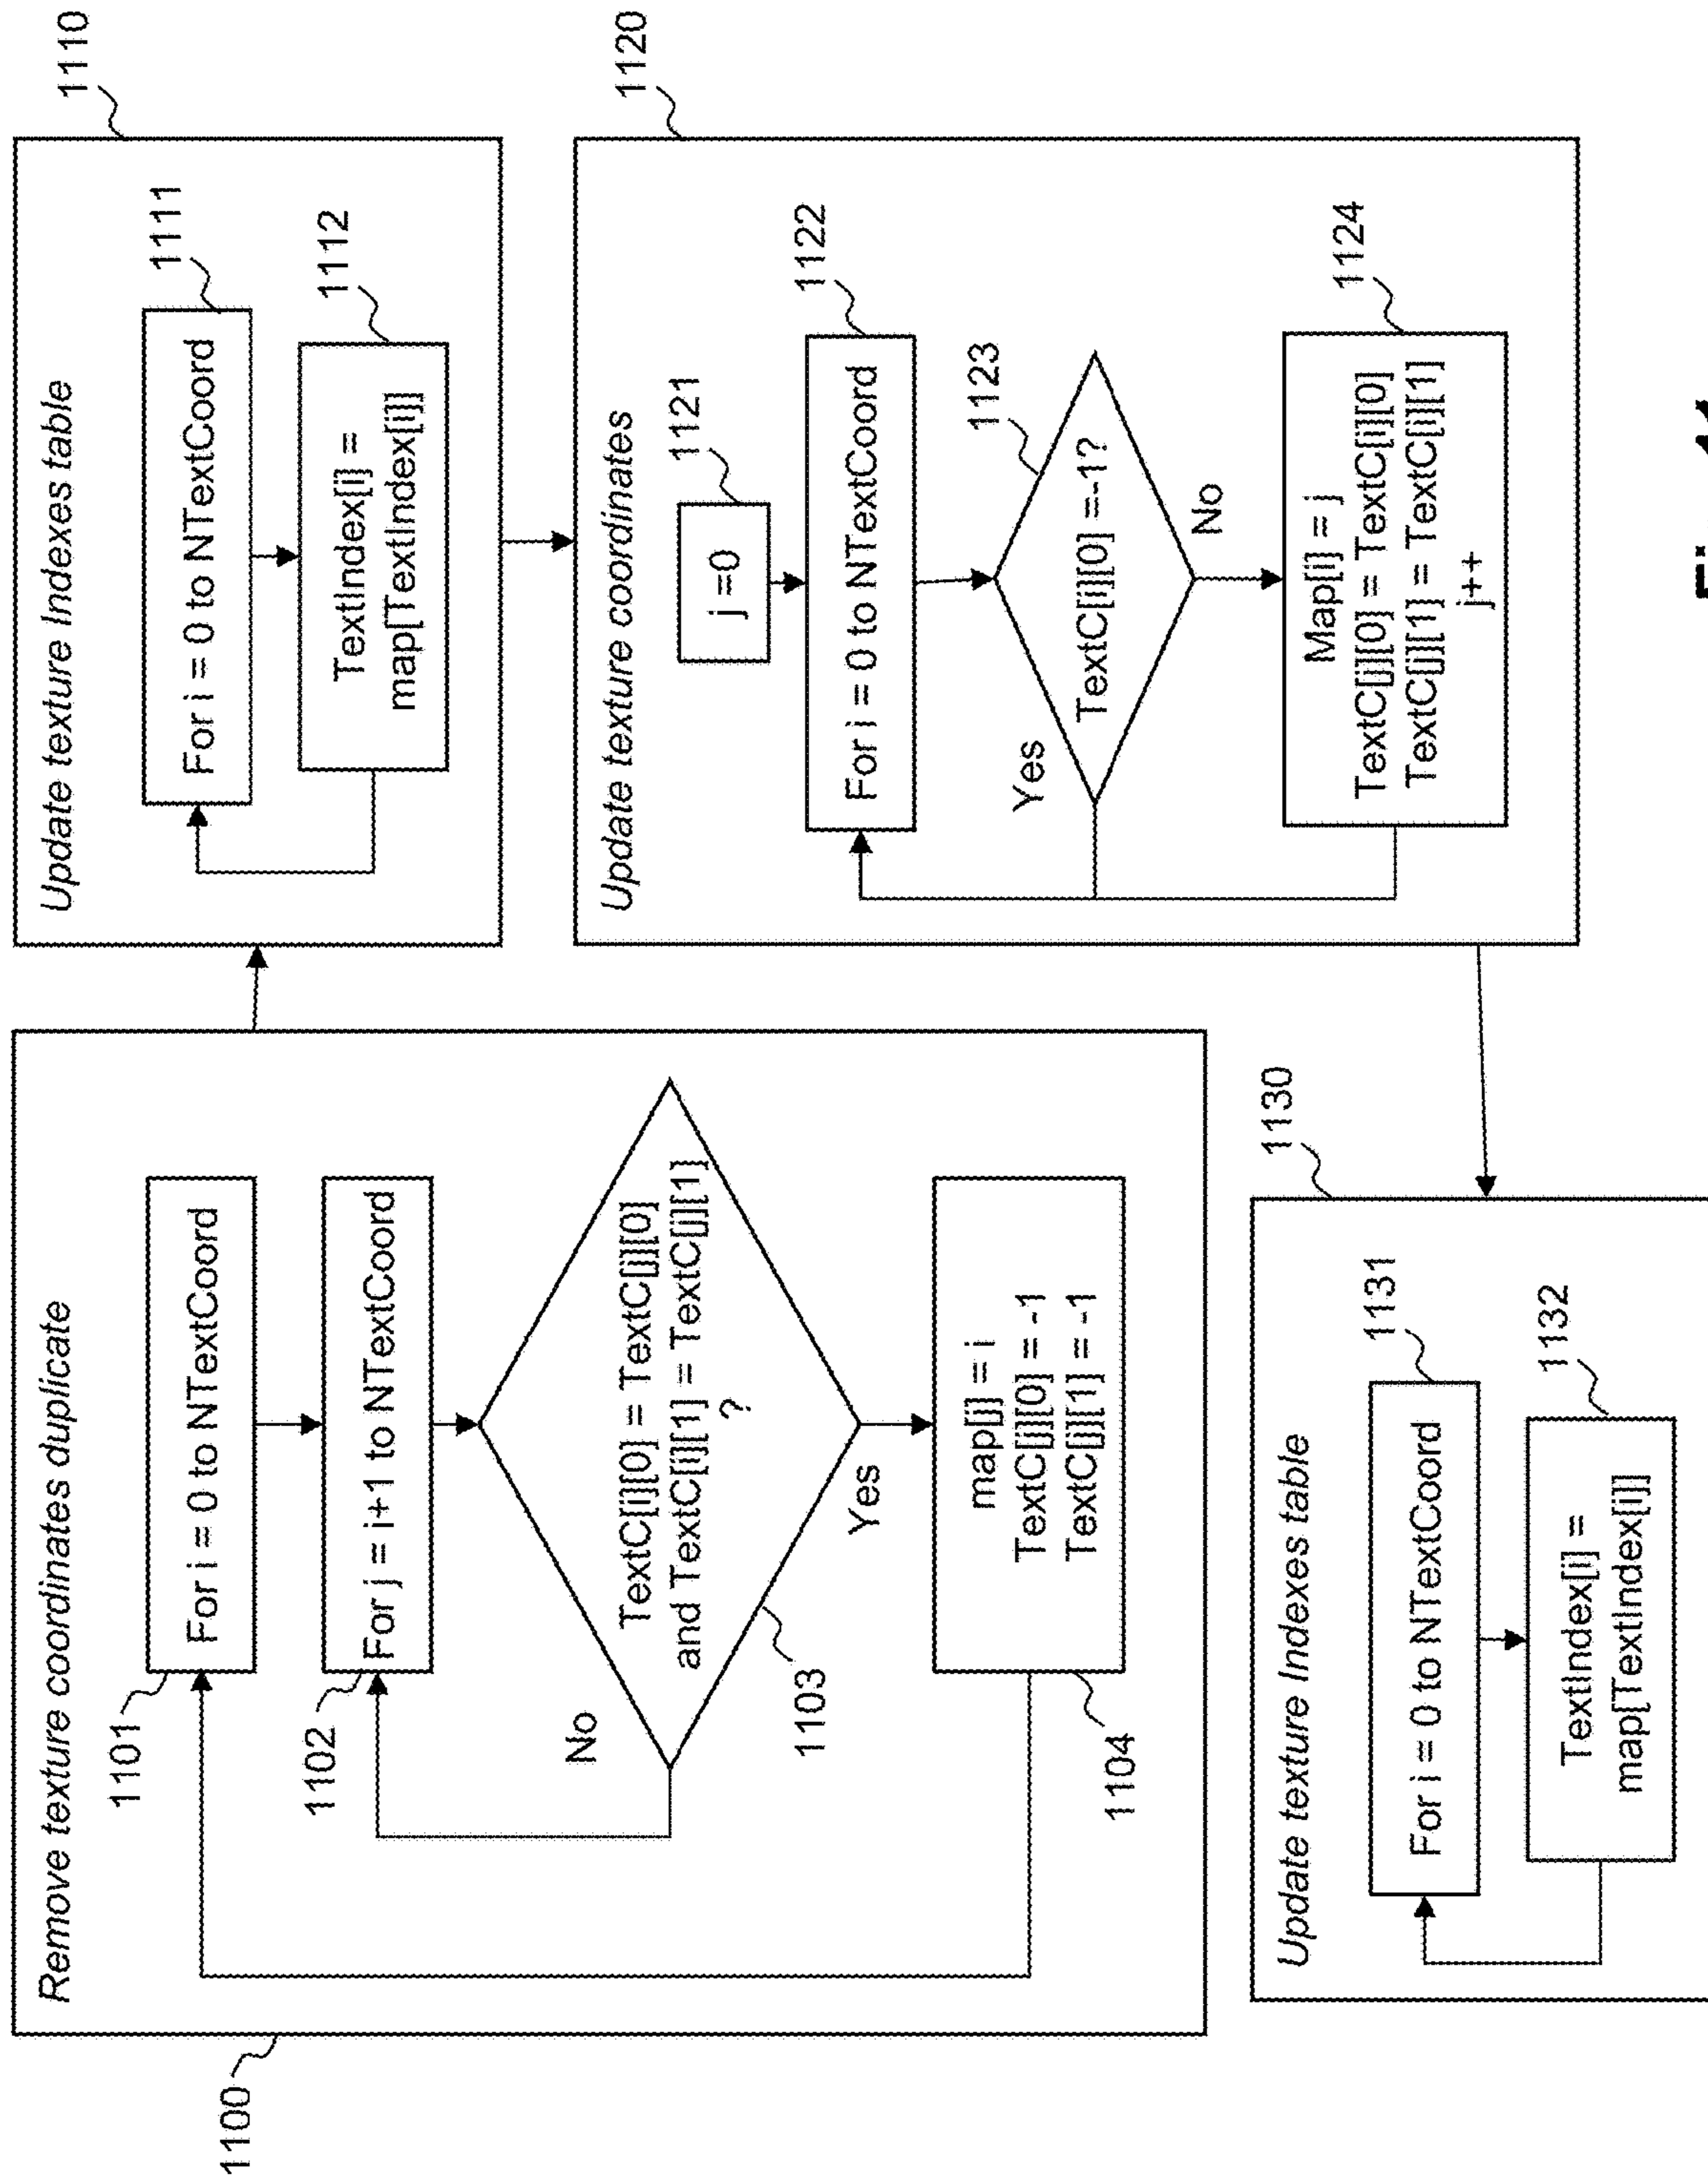 1100
Remove texture coordinates duplicate
1101
For i = 0 to NTextCoord
1102
For j = i+1 to NTextCoord
No
TextC[i][0] = TextC[j][0]
and TextC[i][1] = TextC[j][1]
?
1103
Yes
map[j] = i
TextC[j][0] = -1
TextC[j][1] = -1
1104
1110
Update texture Indexes table
1111
For i = 0 to NTextCoord
1112
TextIndex[i] =
map[TextIndex[i]]
1120
Update texture coordinates
1121
j =0
1122
For i = 0 to NTextCoord
1123
Yes
TextC[i][0] =-1?
No
1124
Map[i] = j
TextC[j][0] = TextC[i][0]
TextC[j][1] = TextC[i][1]
j++
1130
Update texture Indexes table
1131
For i = 0 to NTextCoord
1132
TextIndex[i] =
map[TextIndex[i]]